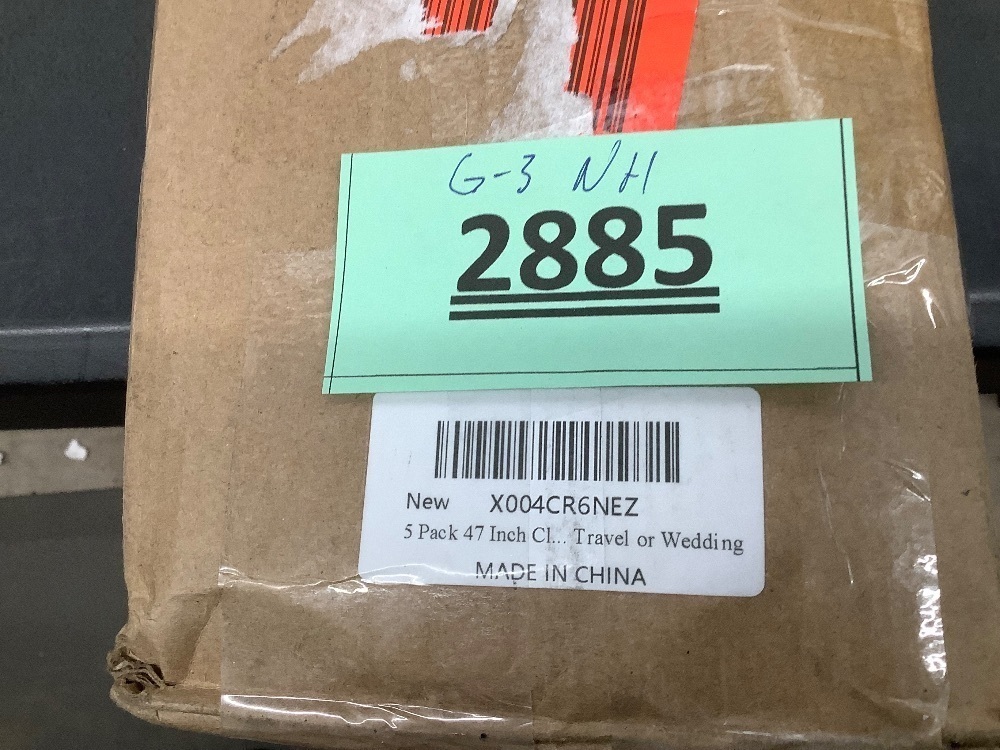 G-3 NH
2885
New X004CR6NEZ
5 Pack 47 Inch Cl... Travel or Wedding
MADE IN CHINA